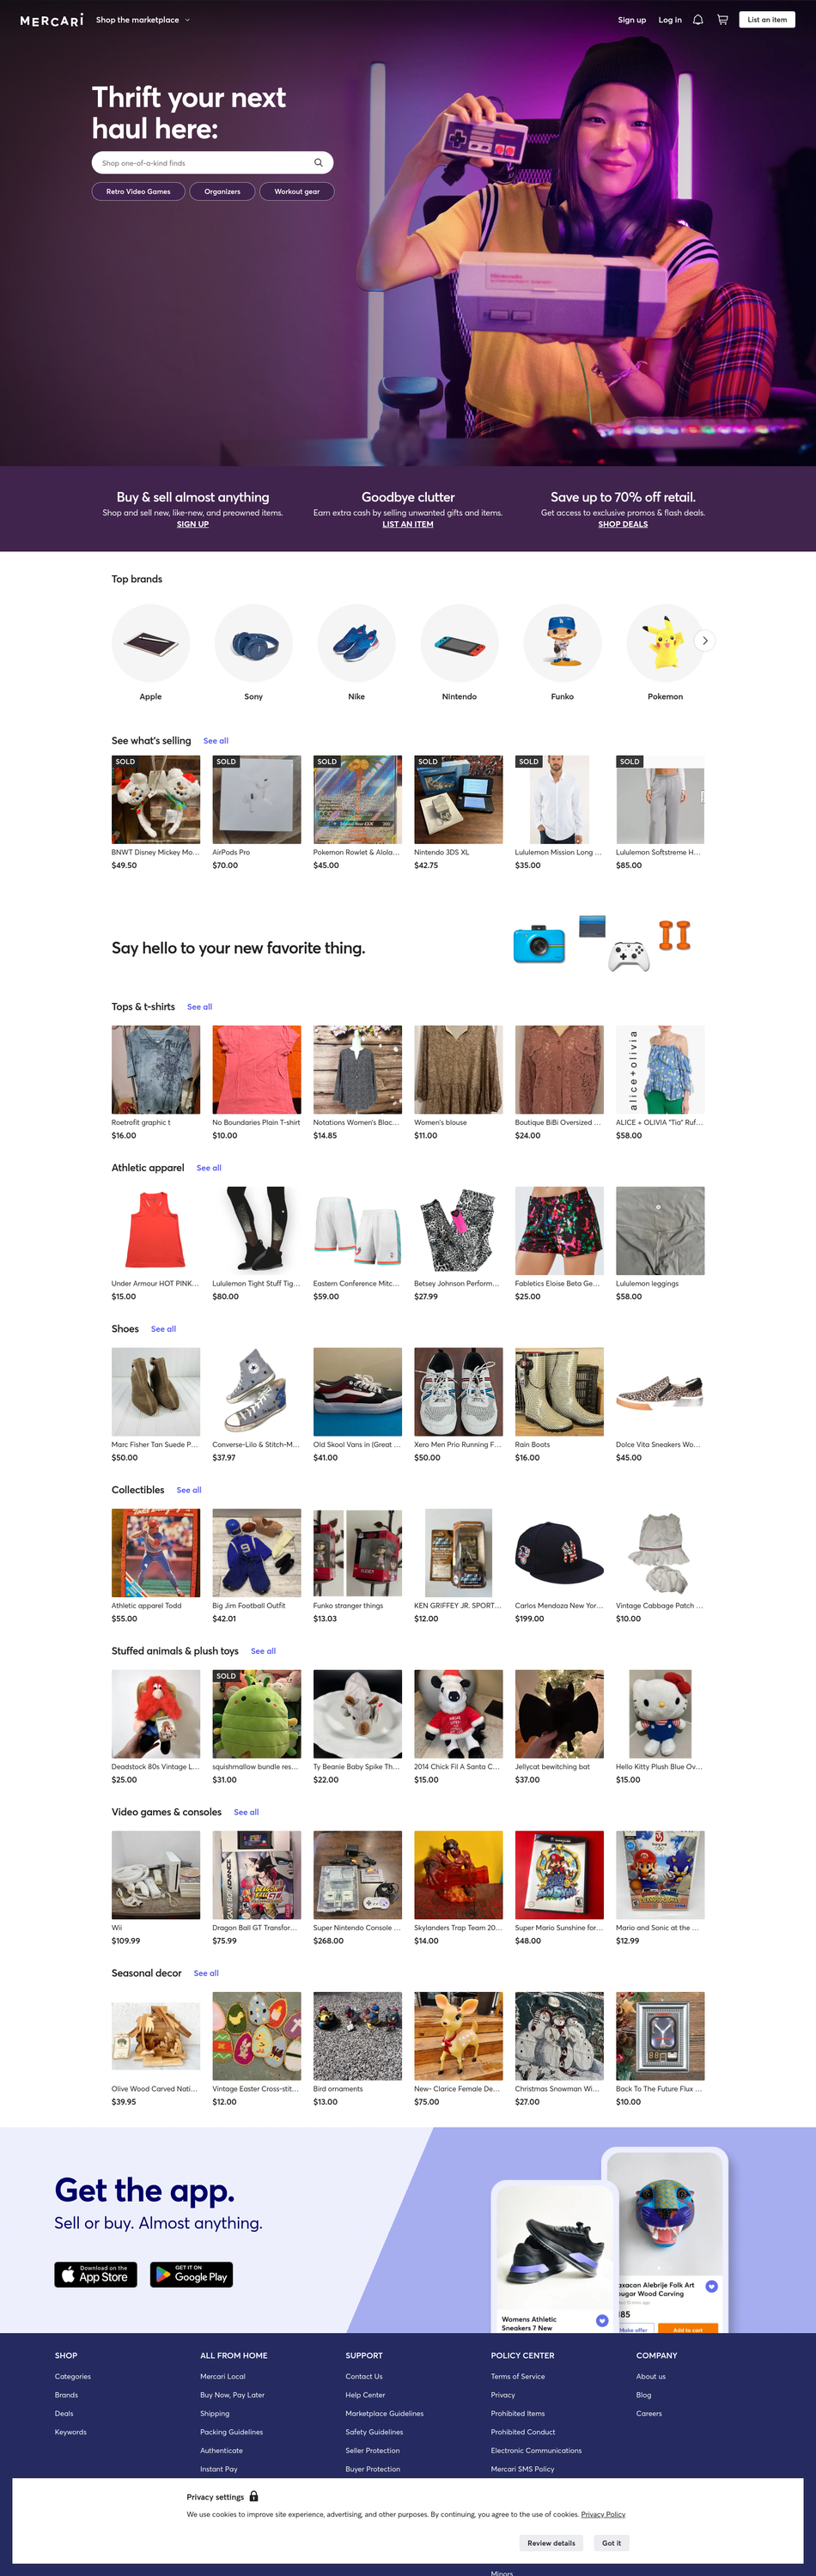 MERCARI
Shop the marketplace
Sign up
Log in
List an item
Thrift your next
haul here:
Shop one-of-a-kind finds
Retro Video Games
Organizers
Workout gear
Nintendo
Buy & sell almost anything
Shop and sell new, like-new, and preowned items.
SIGN UP
Goodbye clutter
Earn extra cash by selling unwanted gifts and items.
LIST AN ITEM
Save up to 70% off retail.
Get access to exclusive promos & flash deals.
SHOP DEALS
Top brands
Apple
Sony
Nike
Nintendo
Funko
Pokemon
See what's selling
See all
SOLD
SOLD
SOLD
SOLD
SOLD
SOLD
BNWT Disney Mickey Mo...
AirPods Pro
Pokemon Rowlet & Alola...
Nintendo 3DS XL
Lululemon Mission Long ...
Lululemon Softstreme H...
$49.50
$70.00
$45.00
$42.75
$35.00
$85.00
Say hello to your new favorite thing.
Tops & t-shirts
See all
alice+olivia
Roetrofit graphic t
No Boundaries Plain T-shirt
Notations Women's Blac...
Women's blouse
Boutique BiBi Oversized ...
ALICE + OLIVIA "Tia" Ruf...
$16.00
$10.00
$14.85
$11.00
$24.00
$58.00
Athletic apparel
See all
Under Armour HOT PINK...
Lululemon Tight Stuff Tig...
Eastern Conference Mitc...
Betsey Johnson Perform...
Fabletics Eloise Beta Ge...
Lululemon leggings
$15.00
$80.00
$59.00
$27.99
$25.00
$58.00
Shoes
See all
Marc Fisher Tan Suede P...
Converse-Lilo & Stitch-M...
Old Skool Vans in (Great ...
Xero Men Prio Running F...
Rain Boots
Dolce Vita Sneakers Wo...
$50.00
$37.97
$41.00
$50.00
$16.00
$45.00
Collectibles
See all
Athletic apparel Todd
Big Jim Football Outfit
Funko stranger things
KEN GRIFFEY JR. SPORT...
Carlos Mendoza New Yor...
Vintage Cabbage Patch ...
$55.00
$42.01
$13.03
$12.00
$199.00
$10.00
Stuffed animals & plush toys
See all
SOLD
Deadstock 80s Vintage L...
squishmallow bundle res...
Ty Beanie Baby Spike Th...
2014 Chick Fil A Santa C...
Jellycat bewitching bat
Hello Kitty Plush Blue Ov...
$25.00
$31.00
$22.00
$15.00
$37.00
$15.00
Video games & consoles
See all
Wii
Dragon Ball GT Transfor...
Super Nintendo Console ...
Skylanders Trap Team 20...
Super Mario Sunshine for...
Mario and Sonic at the ...
$109.99
$75.99
$268.00
$14.00
$48.00
$12.99
Seasonal decor
See all
Olive Wood Carved Nati...
Vintage Easter Cross-stit...
Bird ornaments
New- Clarice Female De...
Christmas Snowman Wi...
Back To The Future Flux ...
$39.95
$12.00
$13.00
$75.00
$27.00
$10.00
Get the app.
Sell or buy. Almost anything.
Download on the
App Store
GET IT ON
Google Play
Womens Athletic
Sneakers 7 New
axacan Alebrije Folk Art
ougar Wood Carving
185
Make offer
Add to cart
SHOP
Categories
Brands
Deals
Keywords
ALL FROM HOME
Mercari Local
Buy Now, Pay Later
Shipping
Packing Guidelines
Authenticate
Instant Pay
SUPPORT
Contact Us
Help Center
Marketplace Guidelines
Safety Guidelines
Seller Protection
Buyer Protection
POLICY CENTER
Terms of Service
Privacy
Prohibited Items
Prohibited Conduct
Electronic Communications
Mercari SMS Policy
COMPANY
About us
Blog
Careers
Privacy settings
We use cookies to improve site experience, advertising, and other purposes. By continuing, you agree to the use of cookies. Privacy Policy
Review details
Got it
Minors